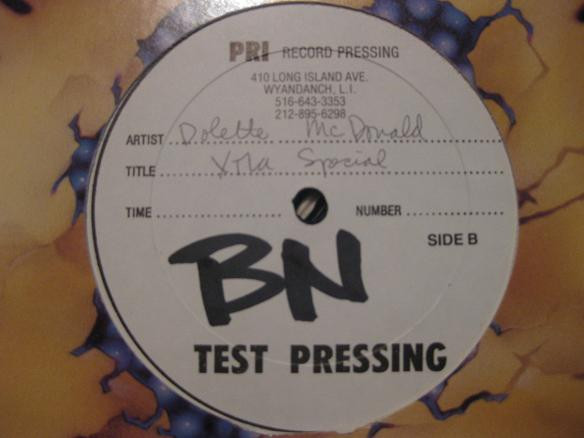 PRI RECORD PRESSING
410 LONG ISLAND AVE.
WYANDANCH, L.I.
516-643-3353
212-895-6298
ARTIST Dolette McDonald
TITLE Xtra Special
TIME
NUMBER
SIDE B
BN
TEST PRESSING